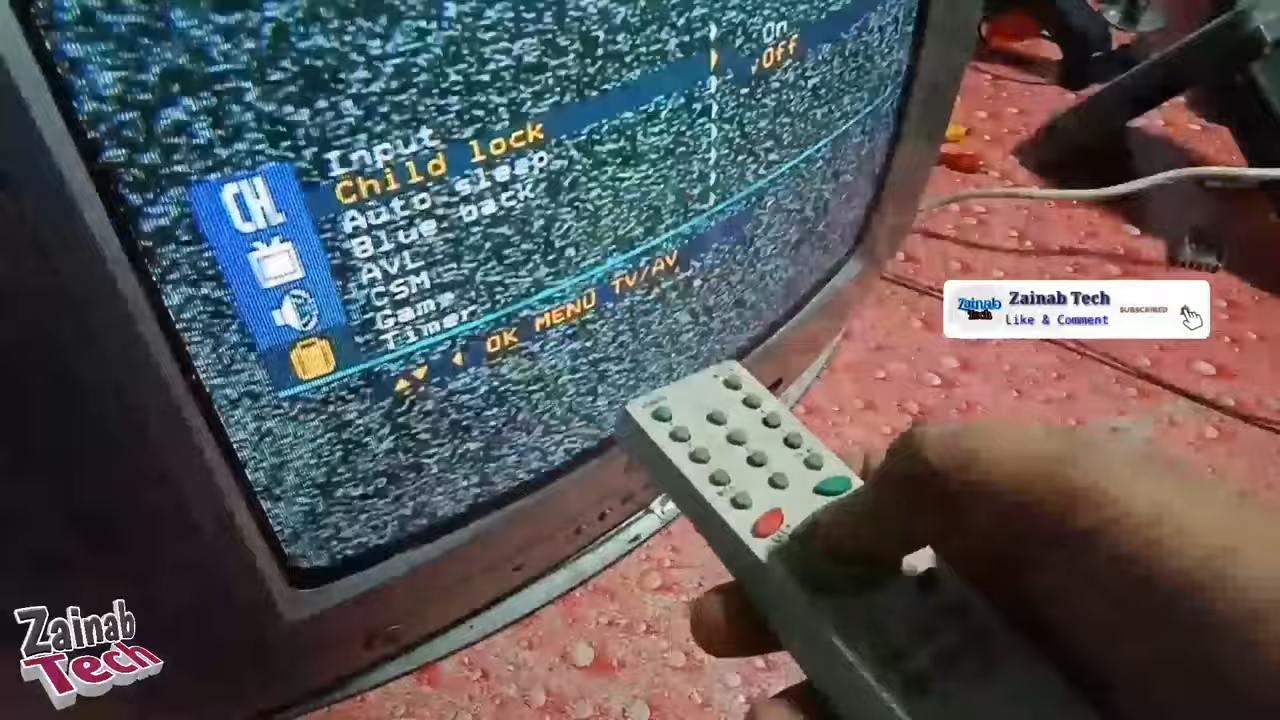 On
Off
Input
Child lock
Auto sleep
Blue back
AVL
CSM
Game
Timer
CH
OK MENU TV/AV
Zainab Tech
Zainab Tech
Like & Comment
SUBSCRIBED
Zainab
Tech